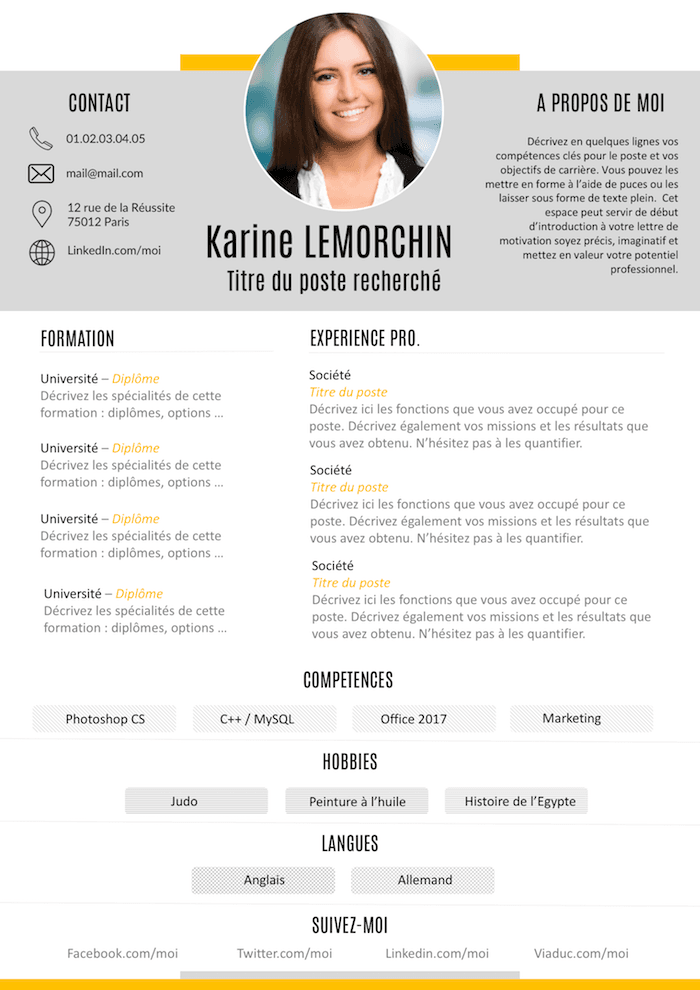 CONTACT
01.02.03.04.05
mail@mail.com
12 rue de la Réussite
75012 Paris
LinkedIn.com/moi
Karine LEMORCHIN
Titre du poste recherché
A PROPOS DE MOI
Décrivez en quelques lignes vos
compétences clés pour le poste et vos
objectifs de carrière. Vous pouvez les
mettre en forme à l'aide de puces ou les
laisser sous forme de texte plein.  Cet
espace peut servir de début
d'introduction à votre lettre de
motivation soyez précis, imaginatif et
mettez en valeur votre potentiel
professionnel.
FORMATION
Université – Diplôme
Décrivez les spécialités de cette
formation : diplômes, options ...
Université – Diplôme
Décrivez les spécialités de cette
formation : diplômes, options ...
Université – Diplôme
Décrivez les spécialités de cette
formation : diplômes, options ...
Université – Diplôme
Décrivez les spécialités de cette
formation : diplômes, options ...
EXPERIENCE PRO.
Société
Titre du poste
Décrivez ici les fonctions que vous avez occupé pour ce
poste. Décrivez également vos missions et les résultats que
vous avez obtenu. N'hésitez pas à les quantifier.
Société
Titre du poste
Décrivez ici les fonctions que vous avez occupé pour ce
poste. Décrivez également vos missions et les résultats que
vous avez obtenu. N'hésitez pas à les quantifier.
Société
Titre du poste
Décrivez ici les fonctions que vous avez occupé pour ce
poste. Décrivez également vos missions et les résultats que
vous avez obtenu. N'hésitez pas à les quantifier.
COMPETENCES
Photoshop CS
C++ / MySQL
Office 2017
Marketing
HOBBIES
Judo
Peinture à l'huile
Histoire de l'Egypte
LANGUES
Anglais
Allemand
SUIVEZ-MOI
Facebook.com/moi
Twitter.com/moi
Linkedin.com/moi
Viaduc.com/moi